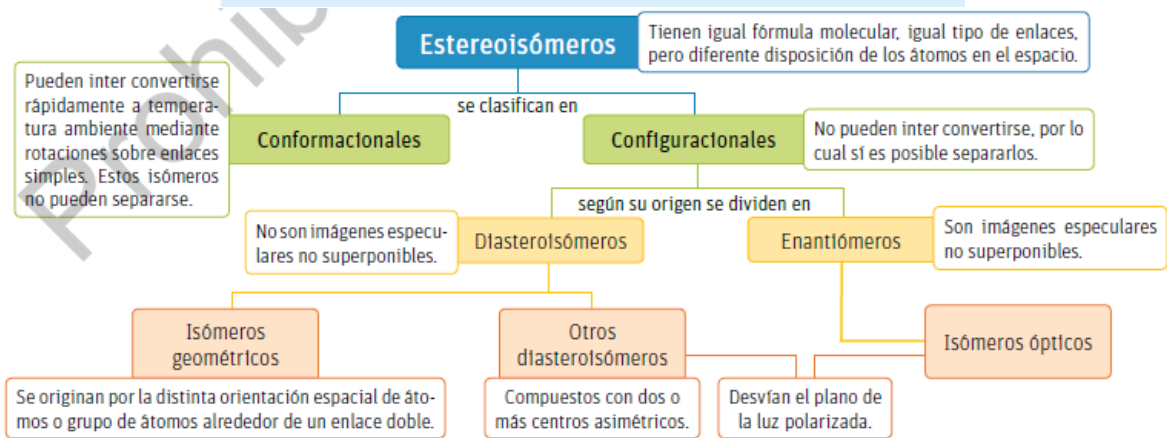 Estereoisómeros
Tienen igual fórmula molecular, igual tipo de enlaces,
pero diferente disposición de los átomos en el espacio.
se clasifican en
Pueden inter convertirse
rápidamente a tempera-
tura ambiente mediante
rotaciones sobre enlaces
simples. Estos isómeros
no pueden separarse.
Conformacionales
Configuracionales
No pueden inter convertirse, por lo
cual sí es posible separarlos.
según su origen se dividen en
No son imágenes especu-
lares no superponibles.
Diasteroisómeros
Enantiómeros
Son imágenes especulares
no superponibles.
Isómeros
geométricos
Otros
diasteroisómeros
Isómeros ópticos
Se originan por la distinta orientación espacial de áto-
mos o grupo de átomos alrededor de un enlace doble.
Compuestos con dos o
más centros asimétricos.
Desvían el plano de
la luz polarizada.